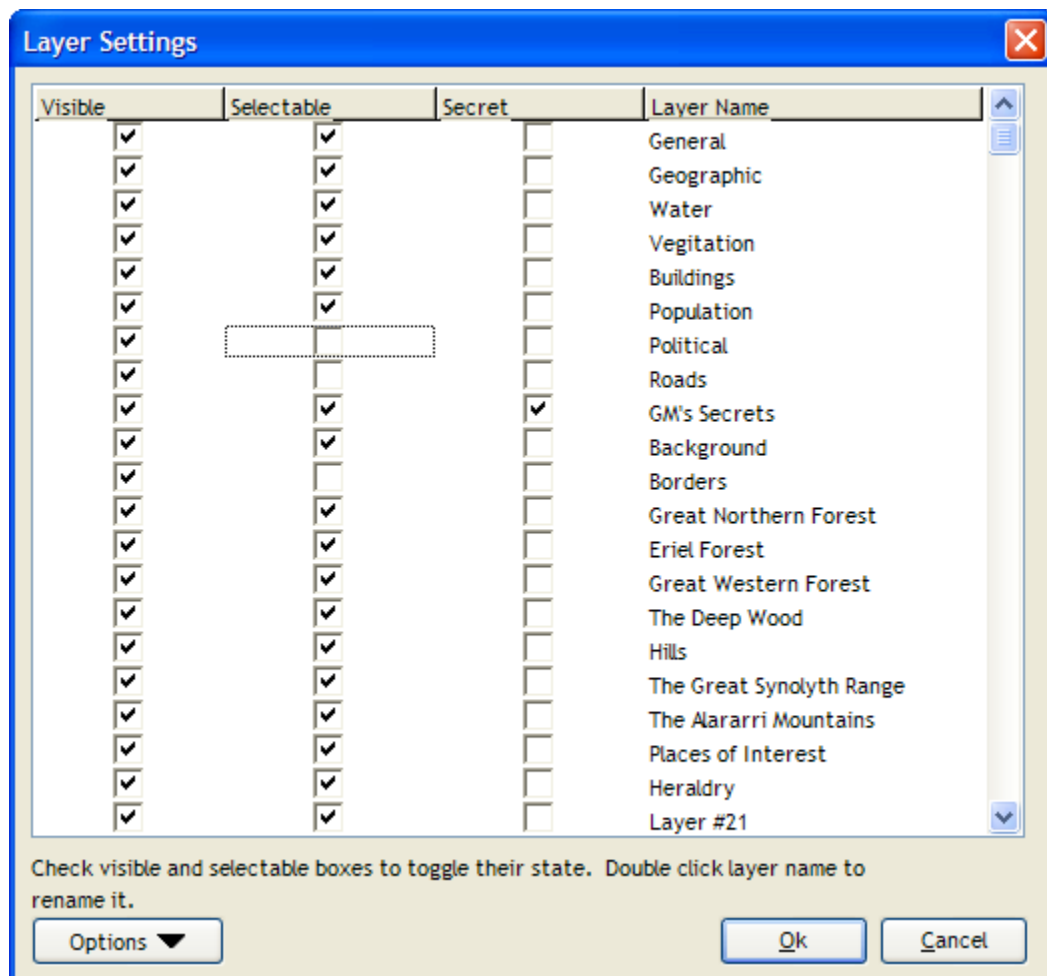 Layer Settings
Visible Selectable Secret Layer Name
General
Geographic
Water
Vegitation
Buildings
Population
Political
Roads
GM's Secrets
Background
Borders
Great Northern Forest
Eriel Forest
Great Western Forest
The Deep Wood
Hills
The Great Synolyth Range
The Alararri Mountains
Places of Interest
Heraldry
Layer #21
Check visible and selectable boxes to toggle their state. Double click layer name to
rename it.
Options Ok Cancel